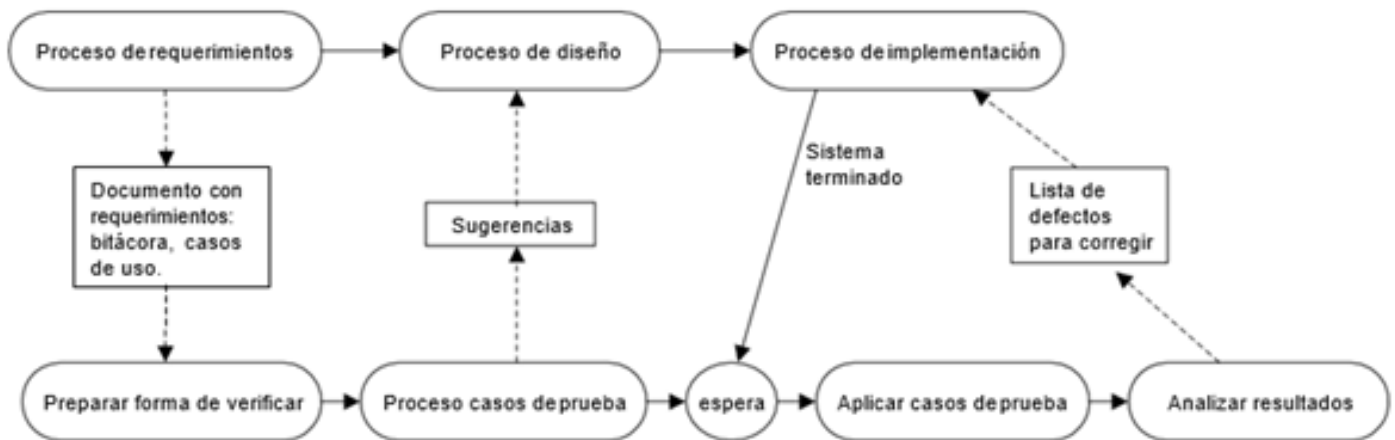 Proceso de requerimientos
Proceso de diseño
Proceso de implementación
Sistema
terminado
Documento con
requerimientos:
bitácora, casos
de uso.
Sugerencias
Lista de
defectos
para corregir
Preparar forma de verificar
Proceso casos de prueba
espera
Aplicar casos de prueba
Analizar resultados